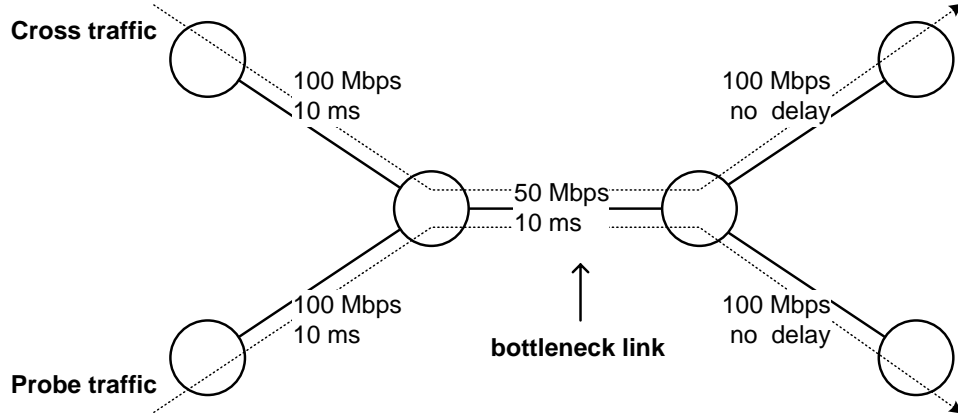 Cross traffic
100 Mbps
10 ms
100 Mbps
no delay
50 Mbps
10 ms
100 Mbps
10 ms
100 Mbps
no delay
bottleneck link
Probe traffic